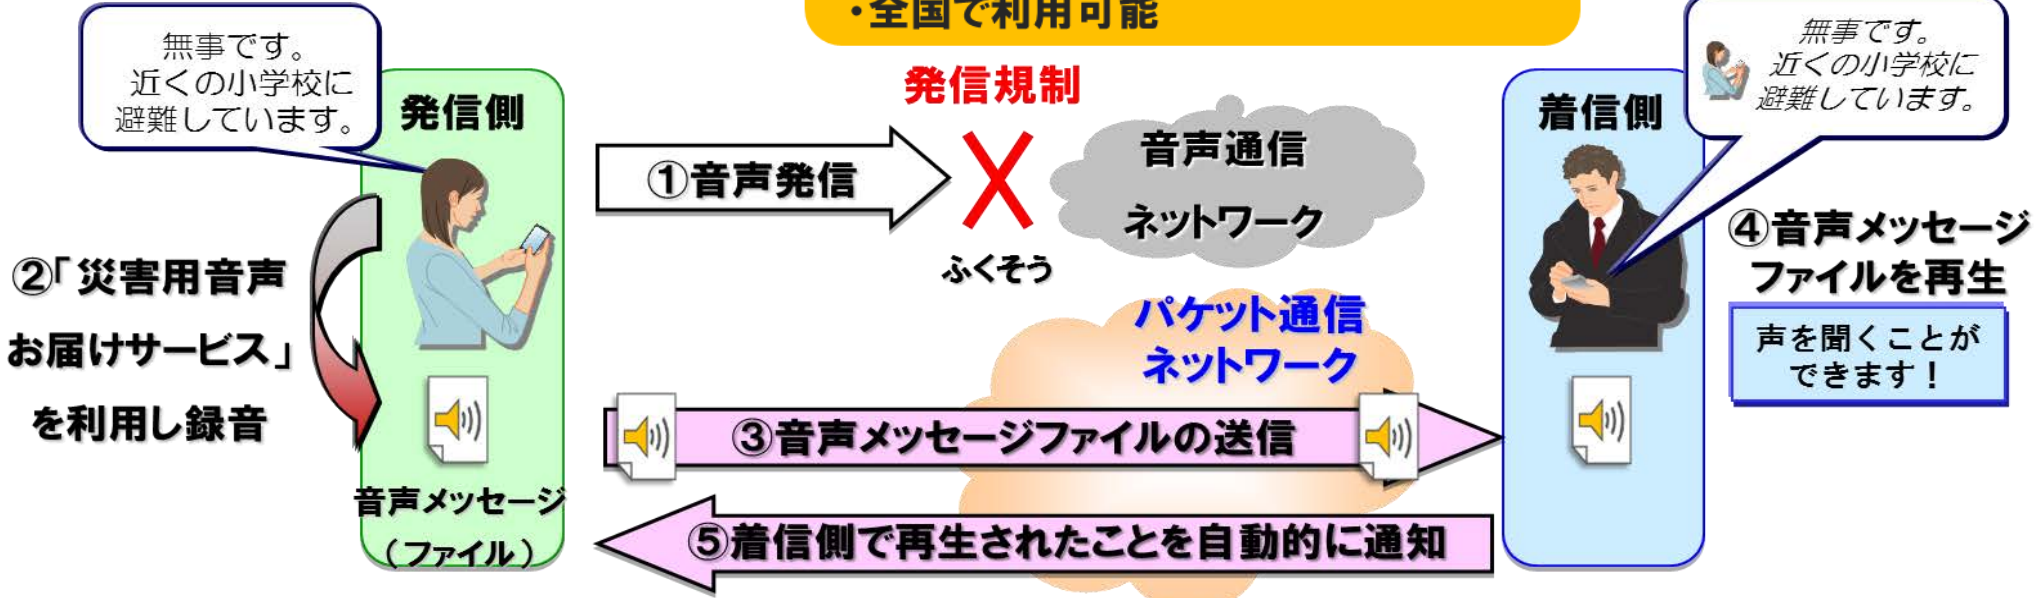 ・全国で利用可能
無事です。
近くの小学校に
避難しています。
発信側
発信規制
①音声発信
ふくそう
音声通信
ネットワーク
着信側
無事です。
近くの小学校に
避難しています。
②「災害用音声
お届けサービス」
を利用し録音
パケット通信
ネットワーク
④音声メッセージ
ファイルを再生
声を聞くことが
できます！
③音声メッセージファイルの送信
音声メッセージ
（ファイル）
⑤着信側で再生されたことを自動的に通知